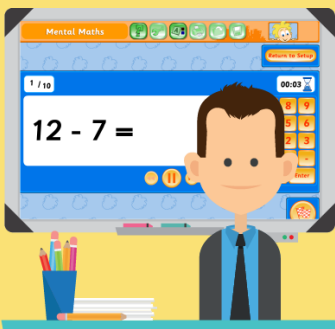 Mental Maths
Return to Setup
1 / 10
00:03
12 - 7 =
8 9
5 6
2 3
-
Enter